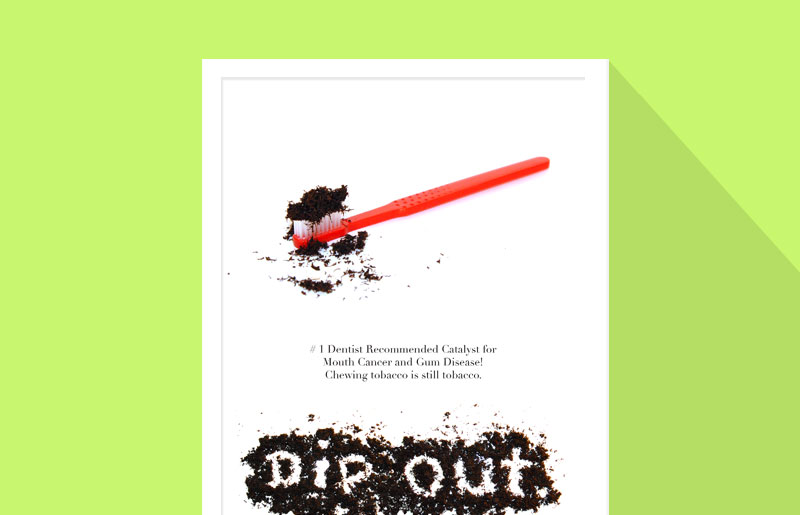 # 1 Dentist Recommended Catalyst for
Mouth Cancer and Gum Disease!
Chewing tobacco is still tobacco.
Dip Out.